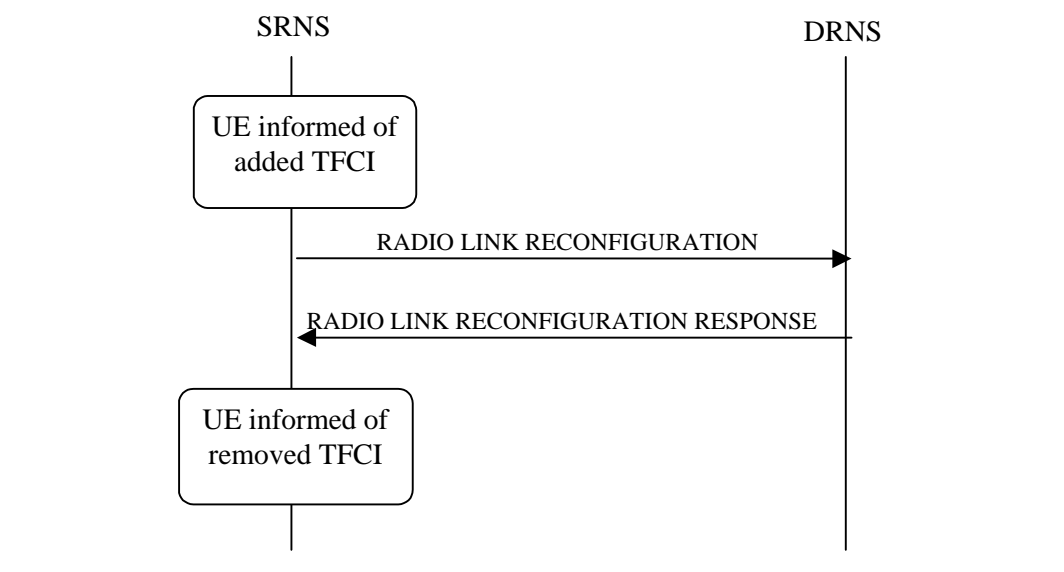 SRNS
DRNS
UE informed of
added TFCI
RADIO LINK RECONFIGURATION
RADIO LINK RECONFIGURATION RESPONSE
UE informed of
removed TFCI